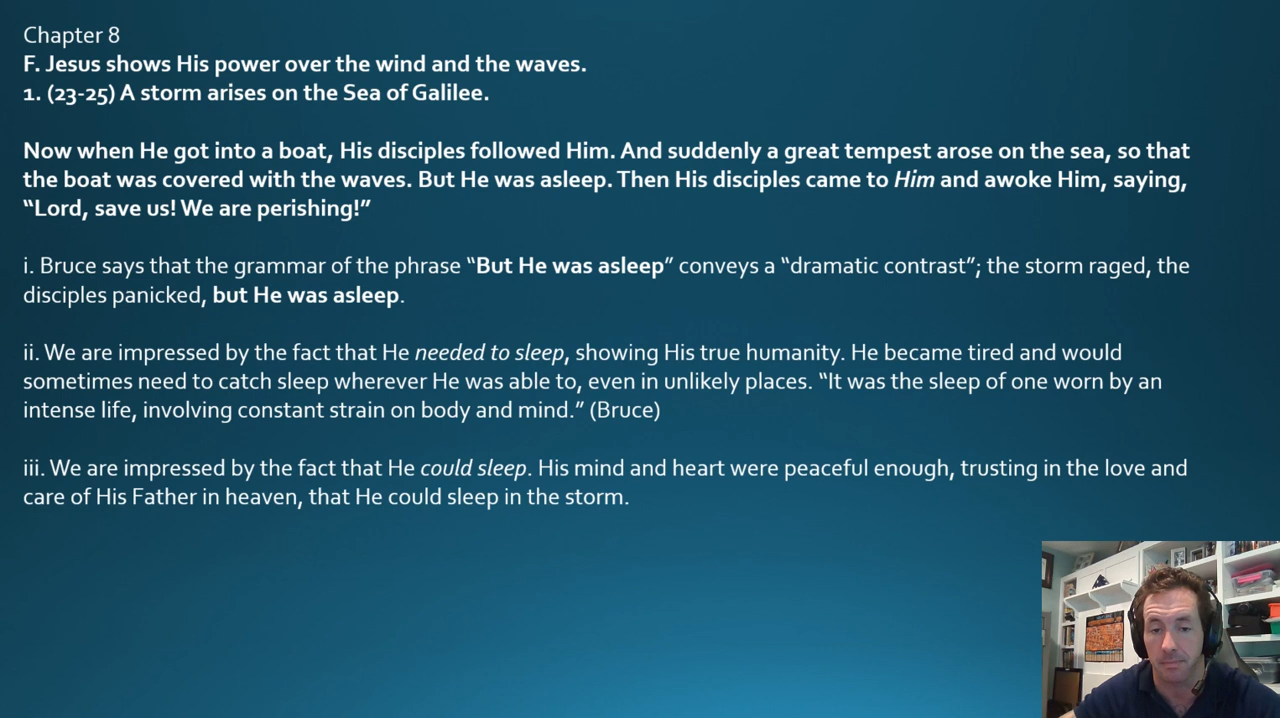 Chapter 8
F. Jesus shows His power over the wind and the waves.
1. (23-25) A storm arises on the Sea of Galilee.
Now when He got into a boat, His disciples followed Him. And suddenly a great tempest arose on the sea, so that
the boat was covered with the waves. But He was asleep. Then His disciples came to Him and awoke Him, saying,
“Lord, save us! We are perishing!”
i. Bruce says that the grammar of the phrase “But He was asleep” conveys a “dramatic contrast”; the storm raged, the
disciples panicked, but He was asleep.
ii. We are impressed by the fact that He needed to sleep, showing His true humanity. He became tired and would
sometimes need to catch sleep wherever He was able to, even in unlikely places. “It was the sleep of one worn by an
intense life, involving constant strain on body and mind.” (Bruce)
iii. We are impressed by the fact that He could sleep. His mind and heart were peaceful enough, trusting in the love and
care of His Father in heaven, that He could sleep in the storm.